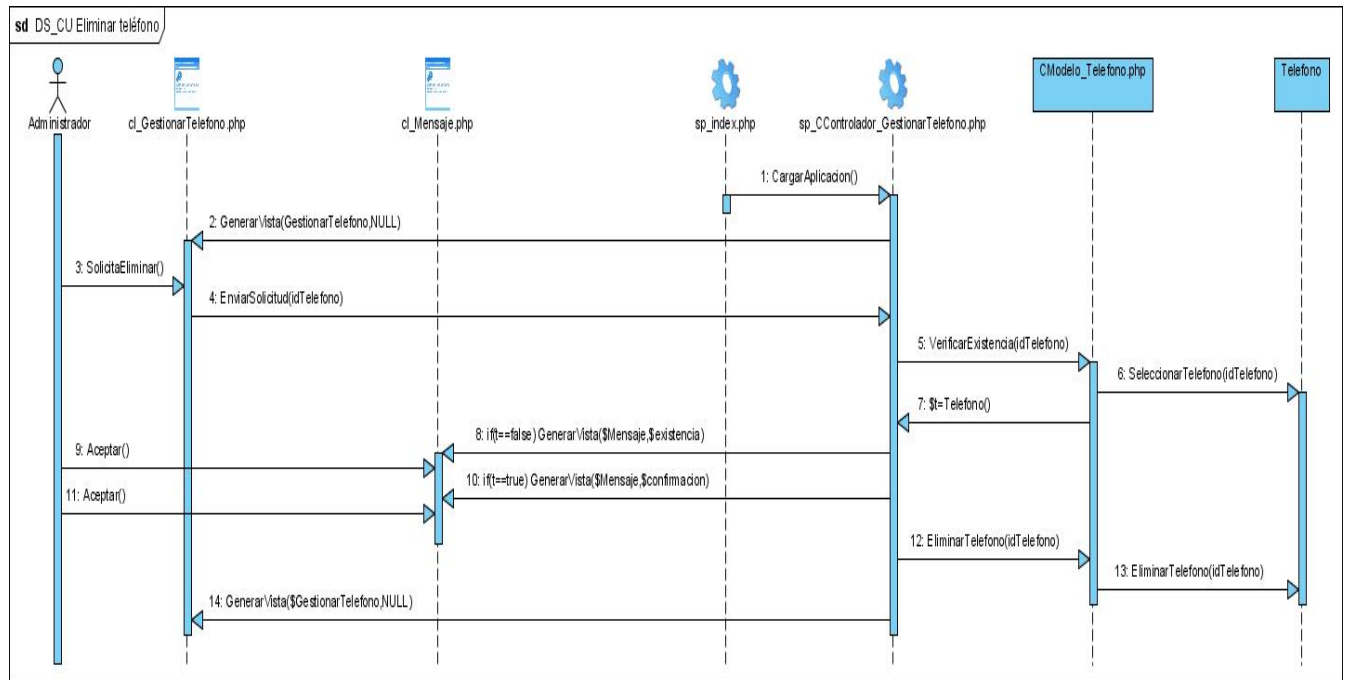 sd DS_CU Eliminar teléfono
Administrador
cl_GestionarTelefono.php
cl_Mensaje.php
sp_index.php
sp_CControlador_GestionarTelefono.php
CModelo_Telefono.php
Telefono
1: CargarAplicacion()
2: GenerarVista(GestionarTelefono,NULL)
3: SolicitaEliminar()
4: EnviarSolicitud(idTelefono)
5: VerificarExistencia(idTelefono)
6: SeleccionarTelefono(idTelefono)
7: $t=Telefono()
8: if(t==false) GenerarVista($Mensaje,$existencia)
9: Aceptar()
10: if(t==true) GenerarVista($Mensaje,$confirmacion)
11: Aceptar()
12: EliminarTelefono(idTelefono)
13: EliminarTelefono(idTelefono)
14: GenerarVista($GestionarTelefono,NULL)